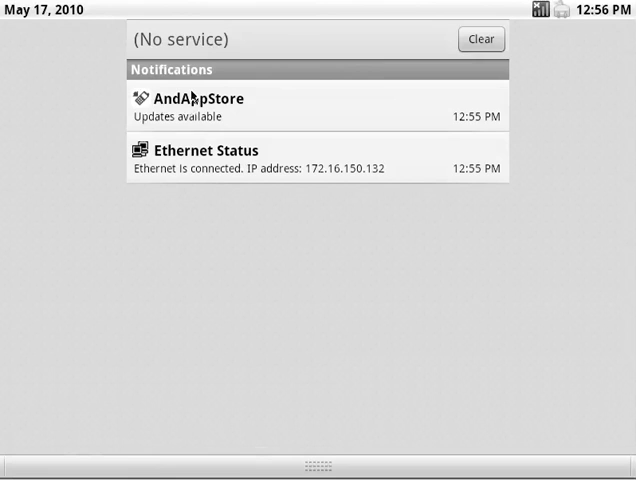 May 17, 2010 12:56 PM
(No service) Clear
Notifications
AndAppStore
Updates available 12:55 PM
Ethernet Status
Ethernet is connected. IP address: 172.16.150.132 12:55 PM